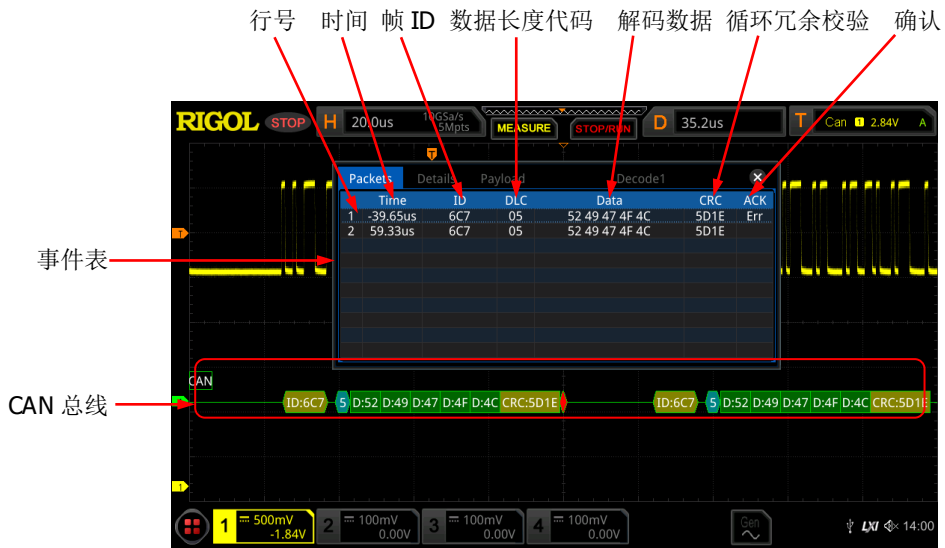 行号 时间 帧 ID 数据长度代码 解码数据 循环冗余校验 确认
RIGOL STOP H 20.0us 10GSa/s 5Mpts MEASURE STOP/RUN D 35.2us T Can 1 2.84V A
T
Packets Details Payload Decode1
Time ID DLC Data CRC ACK
1 -39.65us 6C7 05 52 49 47 4F 4C 5D1E Err
2 59.33us 6C7 05 52 49 47 4F 4C 5D1E
T
事件表
CAN
CAN 总线
ID:6C7 5 D:52 D:49 D:47 D:4F D:4C CRC:5D1E ID:6C7 5 D:52 D:49 D:47 D:4F D:4C CRC:5D1E
1
1 500mV -1.84V 2 100mV 0.00V 3 100mV 0.00V 4 100mV 0.00V Gen LXI 14:00